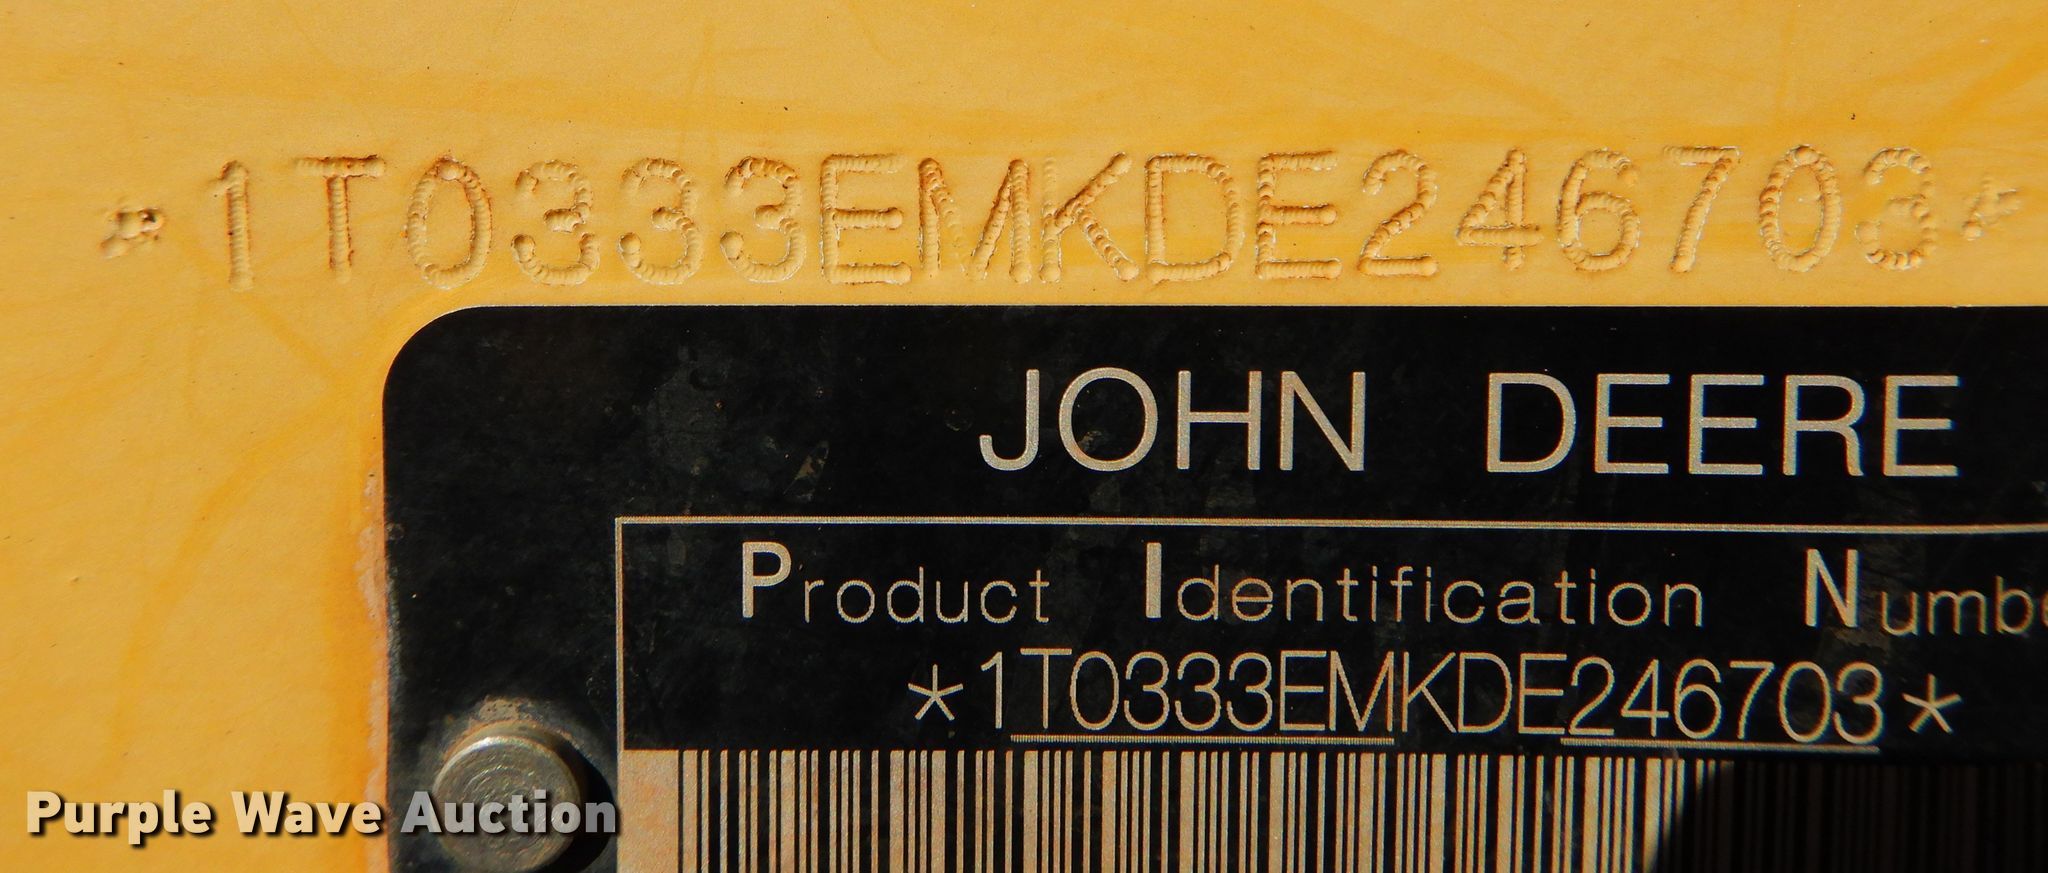 *1T0333EMKDE246703*
JOHN DEERE
Product Identification Numbe
*1T0333EMKDE246703*
Purple Wave Auction